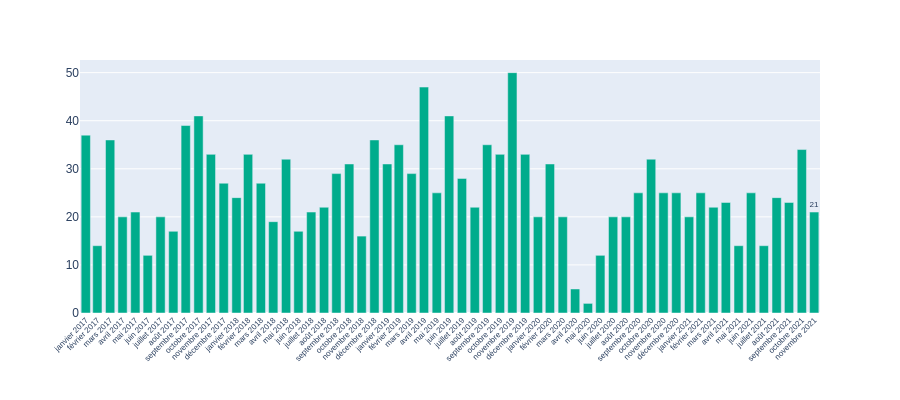 50
40
30
20
10
0
21
janvier 2017
février 2017
mars 2017
avril 2017
mai 2017
juin 2017
juillet 2017
août 2017
septembre 2017
octobre 2017
novembre 2017
décembre 2017
janvier 2018
février 2018
mars 2018
avril 2018
mai 2018
juin 2018
juillet 2018
août 2018
septembre 2018
octobre 2018
novembre 2018
décembre 2018
janvier 2019
février 2019
mars 2019
avril 2019
mai 2019
juin 2019
juillet 2019
août 2019
septembre 2019
octobre 2019
novembre 2019
décembre 2019
janvier 2020
février 2020
mars 2020
avril 2020
mai 2020
juin 2020
juillet 2020
août 2020
septembre 2020
octobre 2020
novembre 2020
décembre 2020
janvier 2021
février 2021
mars 2021
avril 2021
mai 2021
juin 2021
juillet 2021
août 2021
septembre 2021
octobre 2021
novembre 2021